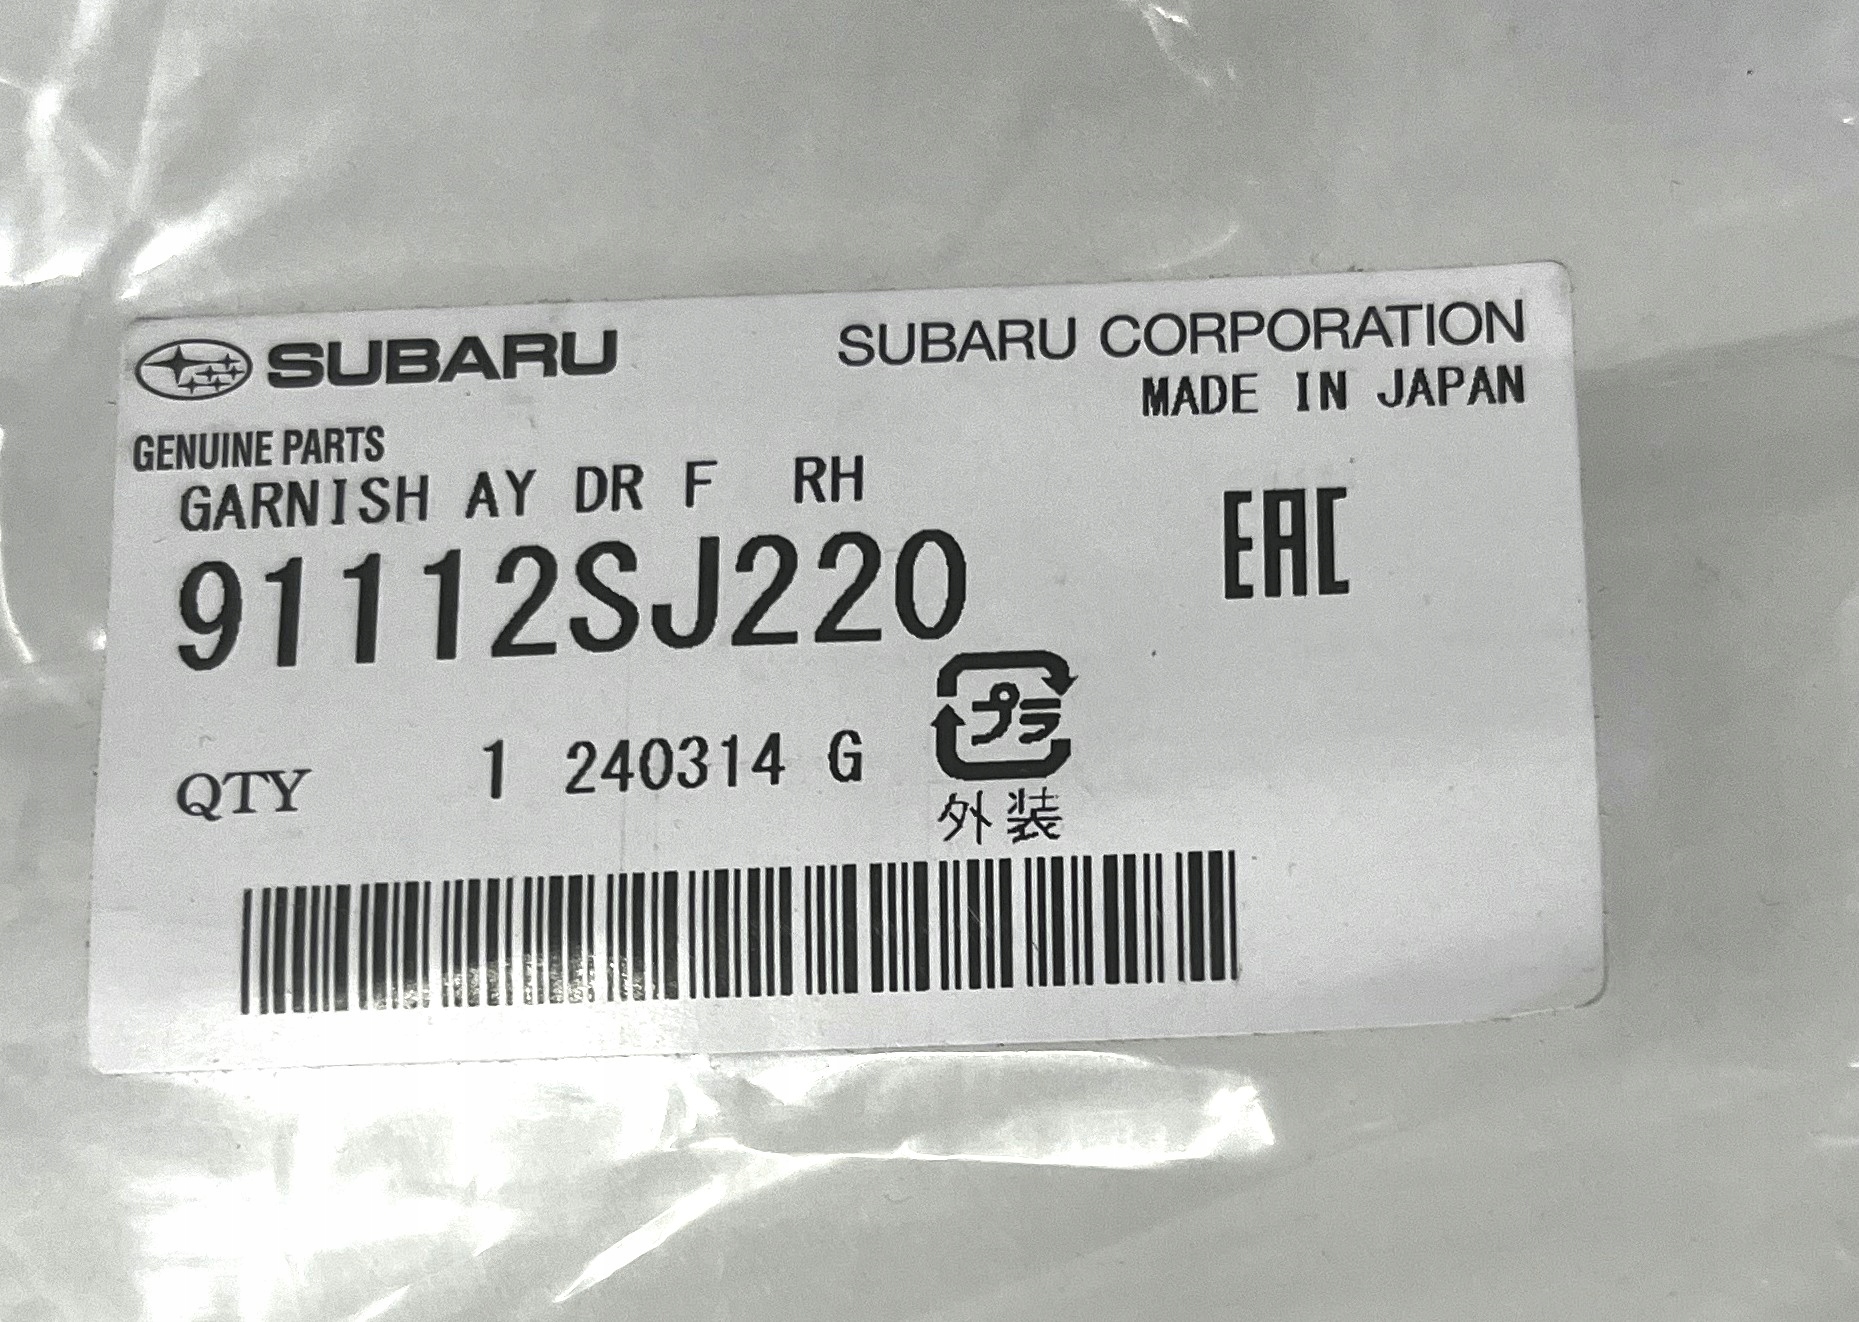 SUBARU
SUBARU CORPORATION
MADE IN JAPAN
GENUINE PARTS
GARNISH AY DR F RH
EAC
91112SJ220
プラ
QTY 1 240314 G
外装